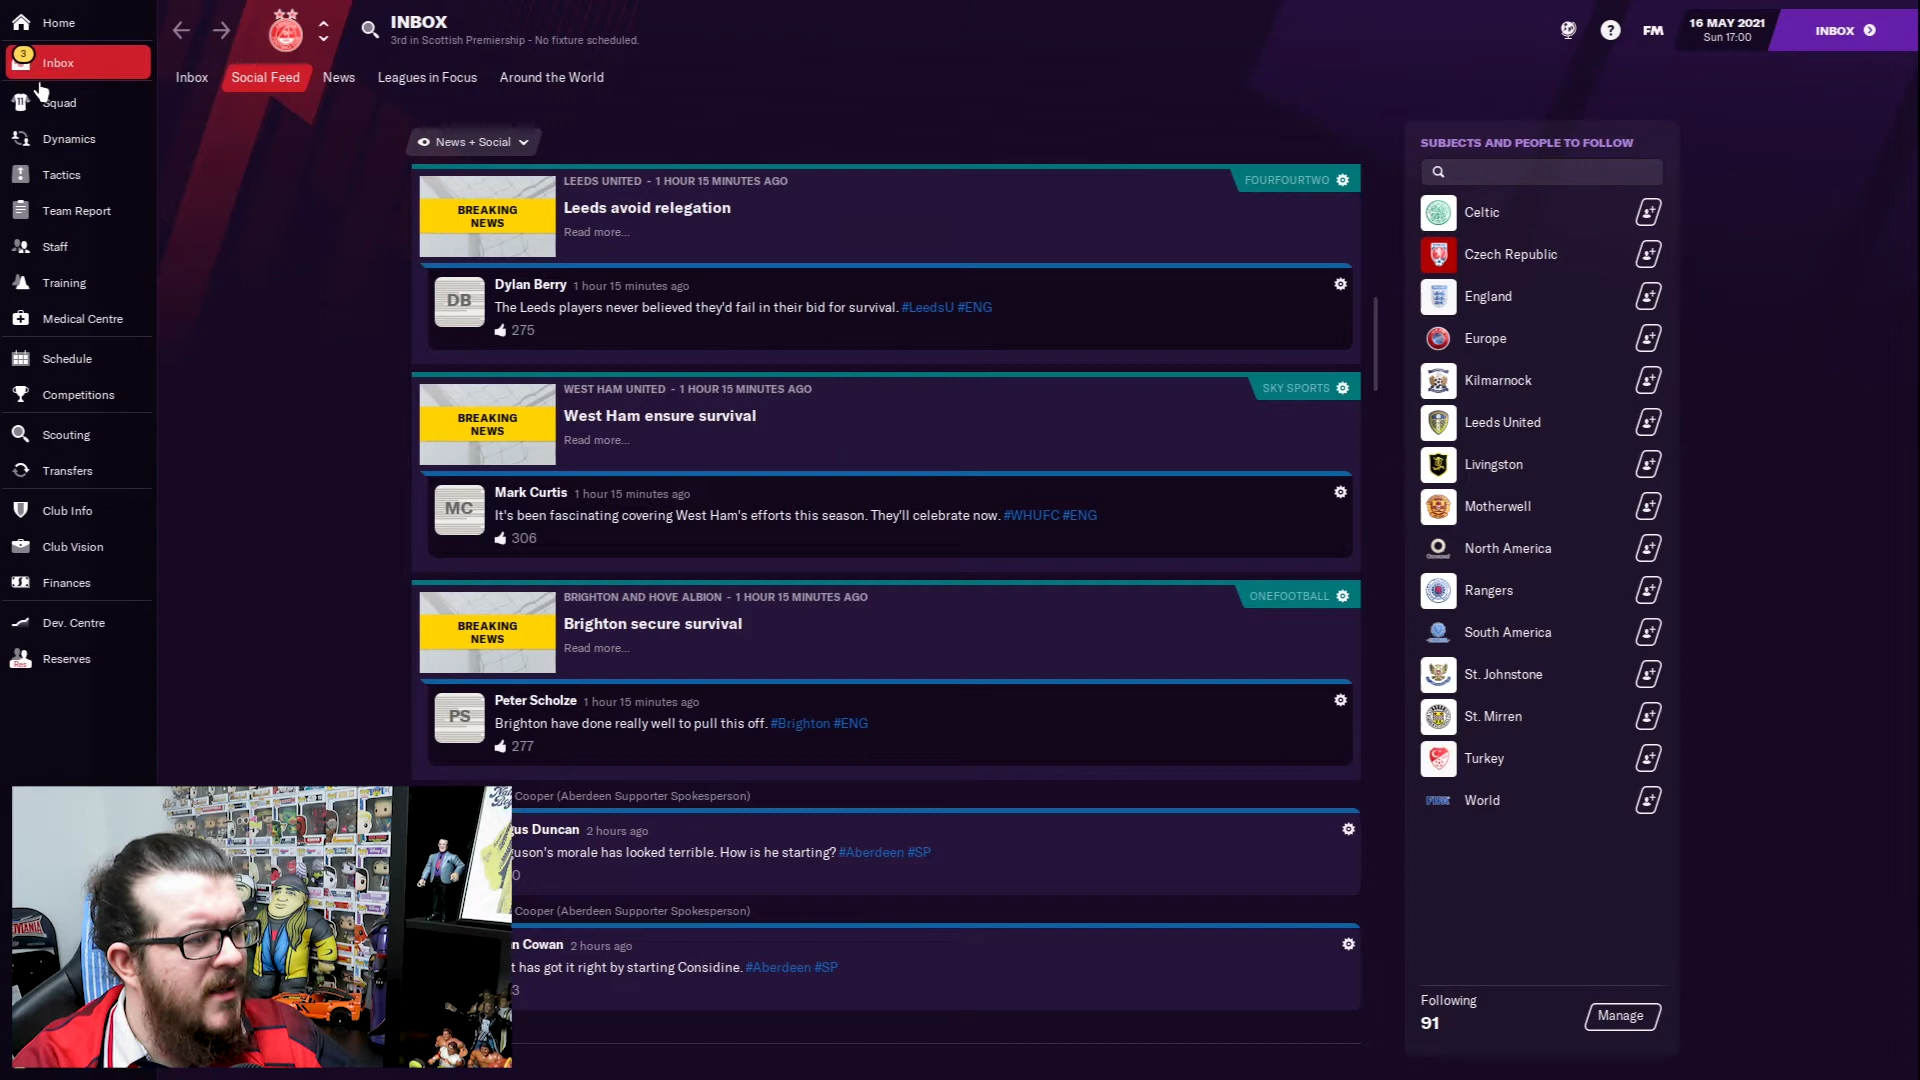 Home
3
Inbox
Squad
Dynamics
Tactics
Team Report
Staff
Training
Medical Centre
Schedule
Competitions
Scouting
Transfers
Club Info
Club Vision
Finances
Dev. Centre
Res
Reserves
INBOX
3rd in Scottish Premiership - No fixture scheduled.
? FM
16 MAY 2021
Sun 17:00
INBOX
Inbox Social Feed News Leagues in Focus Around the World
News + Social
BREAKING
NEWS
LEEDS UNITED - 1 HOUR 15 MINUTES AGO
FOURFOURTWO
Leeds avoid relegation
Read more...
DB
Dylan Berry 1 hour 15 minutes ago
The Leeds players never believed they'd fail in their bid for survival. #LeedsU #ENG
275
BREAKING
NEWS
WEST HAM UNITED - 1 HOUR 15 MINUTES AGO
SKY SPORTS
West Ham ensure survival
Read more...
MC
Mark Curtis 1 hour 15 minutes ago
It's been fascinating covering West Ham's efforts this season. They'll celebrate now. #WHUFC #ENG
306
BREAKING
NEWS
BRIGHTON AND HOVE ALBION - 1 HOUR 15 MINUTES AGO
ONEFOOTBALL
Brighton secure survival
Read more...
PS
Peter Scholze 1 hour 15 minutes ago
Brighton have done really well to pull this off. #Brighton #ENG
277
Cooper (Aberdeen Supporter Spokesperson)
gus Duncan 2 hours ago
guson's morale has looked terrible. How is he starting? #Aberdeen #SP
0
Cooper (Aberdeen Supporter Spokesperson)
n Cowan 2 hours ago
t has got it right by starting Considine. #Aberdeen #SP
3
SUBJECTS AND PEOPLE TO FOLLOW
Celtic
Czech Republic
England
Europe
Kilmarnock
Leeds United
Livingston
Motherwell
North America
Rangers
South America
St. Johnstone
St. Mirren
Turkey
World
Following
91
Manage